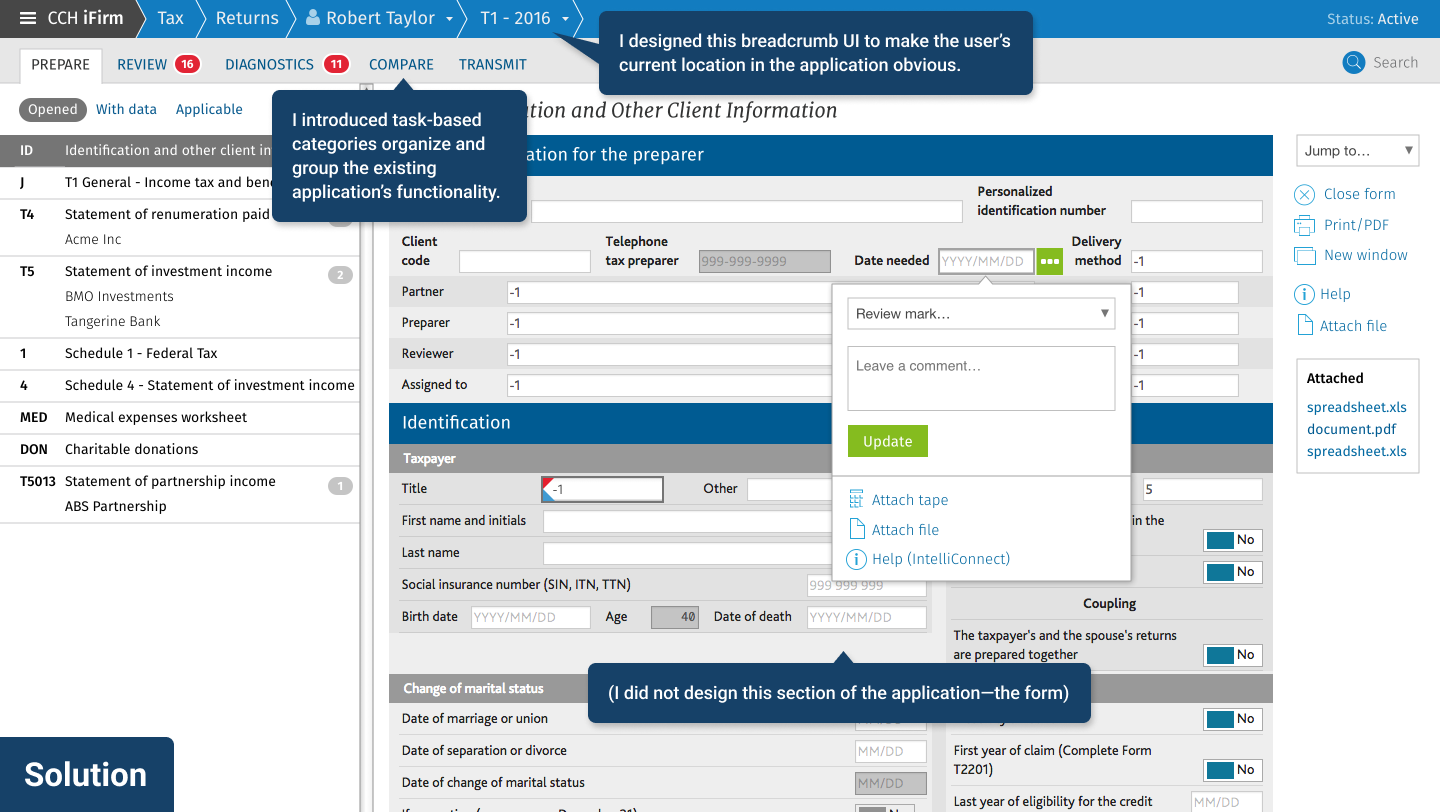 CCH iFirm
Tax
Returns
Robert Taylor
T1 - 2016
Status: Active
I designed this breadcrumb UI to make the user's
current location in the application obvious.
PREPARE
REVIEW 16
DIAGNOSTICS 11
COMPARE
TRANSMIT
Search
Opened
With data
Applicable
I introduced task-based
categories organize and
group the existing
application's functionality.
and Other Client Information
ID Identification and other client
J T1 General - Income tax and
T4 Statement of renumeration paid
Acme Inc
T5 Statement of investment income 2
BMO Investments
Tangerine Bank
1 Schedule 1 - Federal Tax
4 Schedule 4 - Statement of investment income
MED Medical expenses worksheet
DON Charitable donations
T5013 Statement of partnership income 1
ABS Partnership
for the preparer
Personalized
identification number
Client
code
Telephone
tax preparer
999-999-9999
Date needed
YYYY/MM/DD
Delivery
method
-1
Partner -1 -1
Preparer -1 -1
Reviewer -1 -1
Assigned to -1 -1
Review mark...
Leave a comment...
Update
Attach tape
Attach file
Help (IntelliConnect)
Identification
Taxpayer
Title -1 Other 5
First name and initials in the
No
Last name
No
Social insurance number (SIN, ITN, TTN) 999 999 999
Birth date YYYY/MM/DD Age 40 Date of death YYYY/MM/DD
Coupling
The taxpayer's and the spouse's returns
are prepared together No
(I did not design this section of the application—the form)
Change of marital status
Date of marriage or union
No
Date of separation or divorce MM/DD
First year of claim (Complete Form
T2201) No
Date of change of marital status MM/DD
Last year of eligibility for the credit MM/DD
Jump to...
Close form
Print/PDF
New window
Help
Attach file
Attached
spreadsheet.xls
document.pdf
spreadsheet.xls
Solution